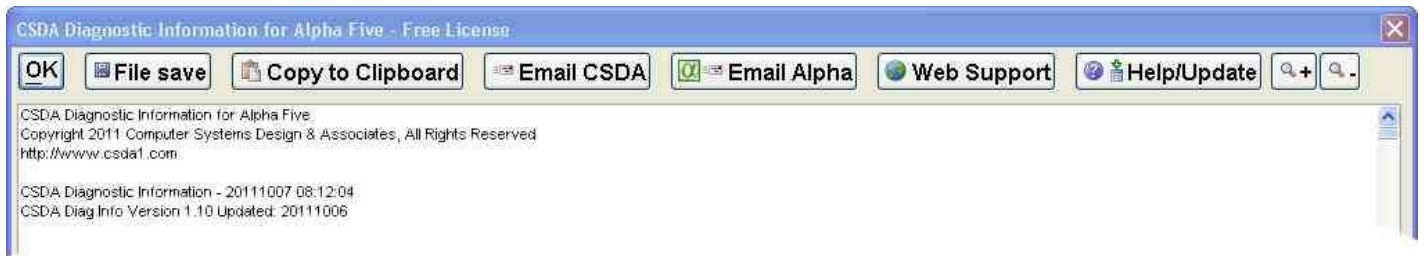 CSDA Diagnostic Information for Alpha Five - Free License
OK File save Copy to Clipboard Email CSDA α Email Alpha Web Support Help/Update + -
CSDA Diagnostic Information for Alpha Five
Copyright 2011 Computer Systems Design & Associates, All Rights Reserved
http://www.csda1.com
CSDA Diagnostic Information - 20111007 08:12:04
CSDA Diag Info Version 1.10 Updated: 20111006